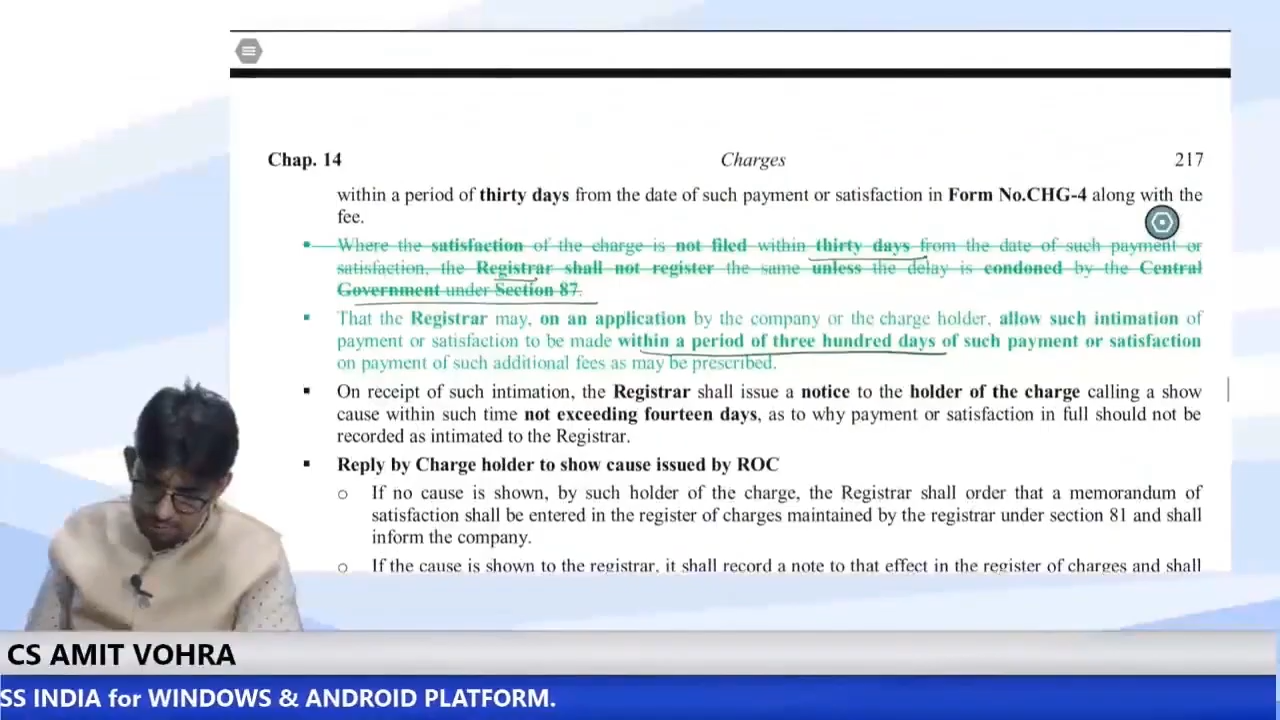 Chap. 14 Charges 217
within a period of thirty days from the date of such payment or satisfaction in Form No.CHG-4 along with the
fee.
▪ Where the satisfaction of the charge is not filed within thirty days from the date of such payment or
satisfaction, the Registrar shall not register the same unless the delay is condoned by the Central
Government under Section 87.
▪ That the Registrar may, on an application by the company or the charge holder, allow such intimation of
payment or satisfaction to be made within a period of three hundred days of such payment or satisfaction
on payment of such additional fees as may be prescribed.
▪ On receipt of such intimation, the Registrar shall issue a notice to the holder of the charge calling a show
cause within such time not exceeding fourteen days, as to why payment or satisfaction in full should not be
recorded as intimated to the Registrar.
▪ Reply by Charge holder to show cause issued by ROC
o If no cause is shown, by such holder of the charge, the Registrar shall order that a memorandum of
satisfaction shall be entered in the register of charges maintained by the registrar under section 81 and shall
inform the company.
o If the cause is shown to the registrar, it shall record a note to that effect in the register of charges and shall
CS AMIT VOHRA
SS INDIA for WINDOWS & ANDROID PLATFORM.